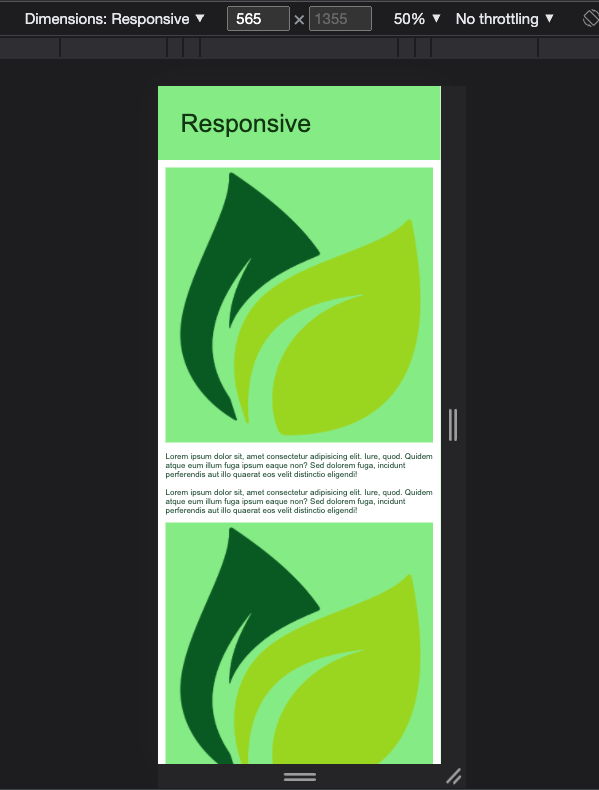 Dimensions: Responsive ▼ 565 × 1355 50% ▼ No throttling ▼
Responsive
Lorem ipsum dolor sit, amet consectetur adipisicing elit. Iure, quod. Quidem
atque eum illum fuga ipsum eaque non? Sed dolorem fuga, incidunt
perferendis aut illo quaerat eos velit distinctio eligendi!
Lorem ipsum dolor sit, amet consectetur adipisicing elit. Iure, quod. Quidem
atque eum illum fuga ipsum eaque non? Sed dolorem fuga, incidunt
perferendis aut illo quaerat eos velit distinctio eligendi!